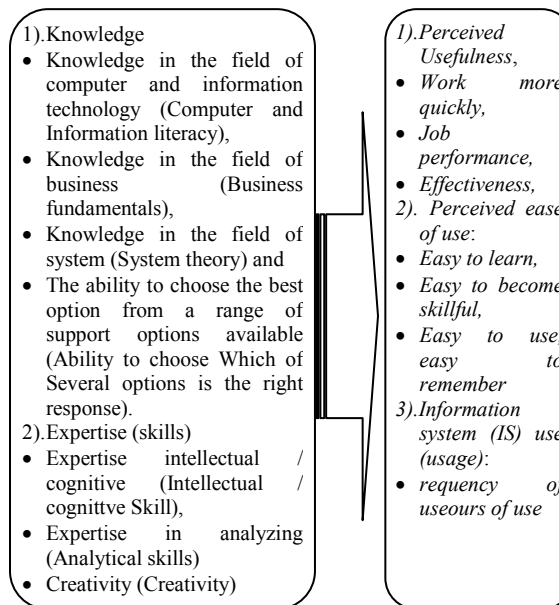 1).Knowledge
• Knowledge in the field of
computer and information
technology (Computer and
Information literacy),
• Knowledge in the field of
business (Business
fundamentals),
• Knowledge in the field of
system (System theory) and
• The ability to choose the best
option from a range of
support options available
(Ability to choose Which of
Several options is the right
response).
2).Expertise (skills)
• Expertise intellectual /
cognitive (Intellectual /
cognittve Skill),
• Expertise in analyzing
(Analytical skills)
• Creativity (Creativity)
1).Perceived
Usefulness,
• Work more
quickly,
• Job
performance,
• Effectiveness,
2). Perceived ease
of use:
• Easy to learn,
• Easy to become
skillful,
• Easy to use,
easy to
remember
3).Information
system (IS) use
(usage):
• requency of
useours of use